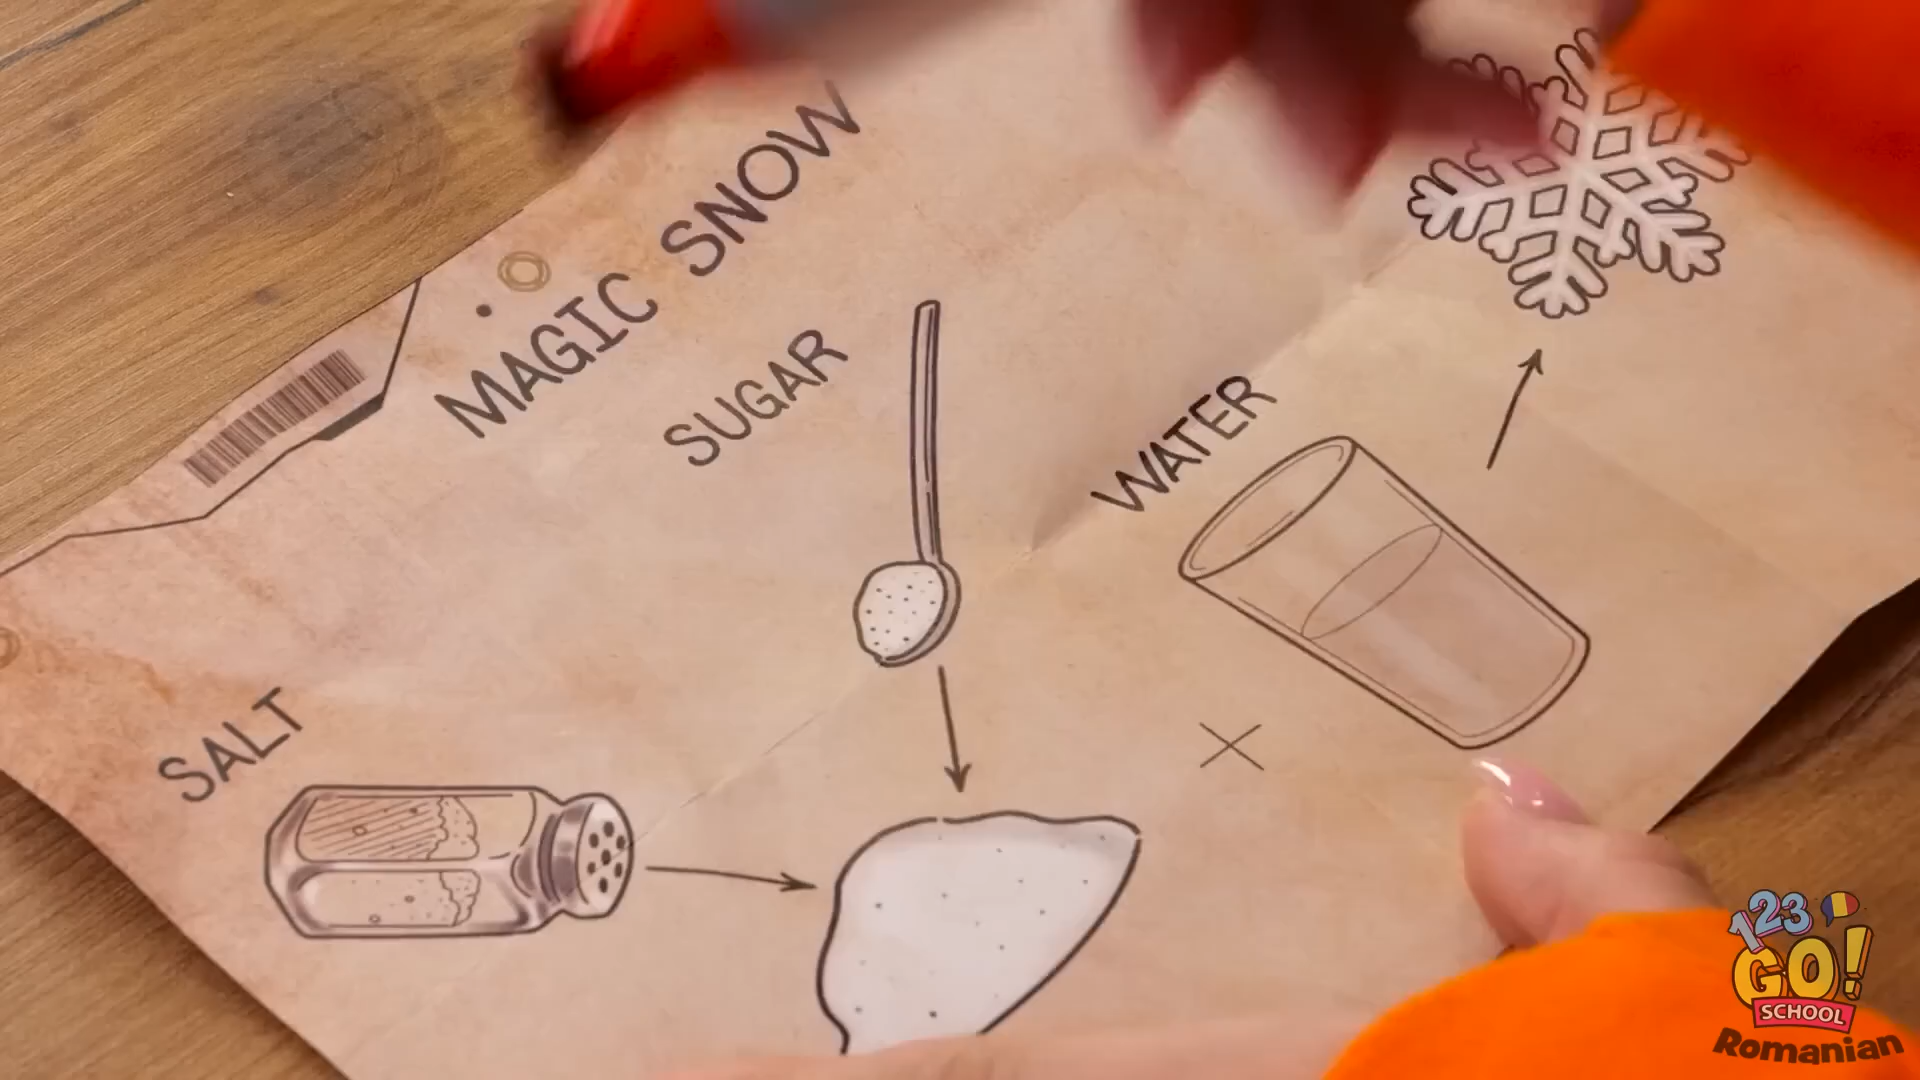 MAGIC SNOW
SUGAR
WATER
SALT
123
GO!
SCHOOL
Romanian